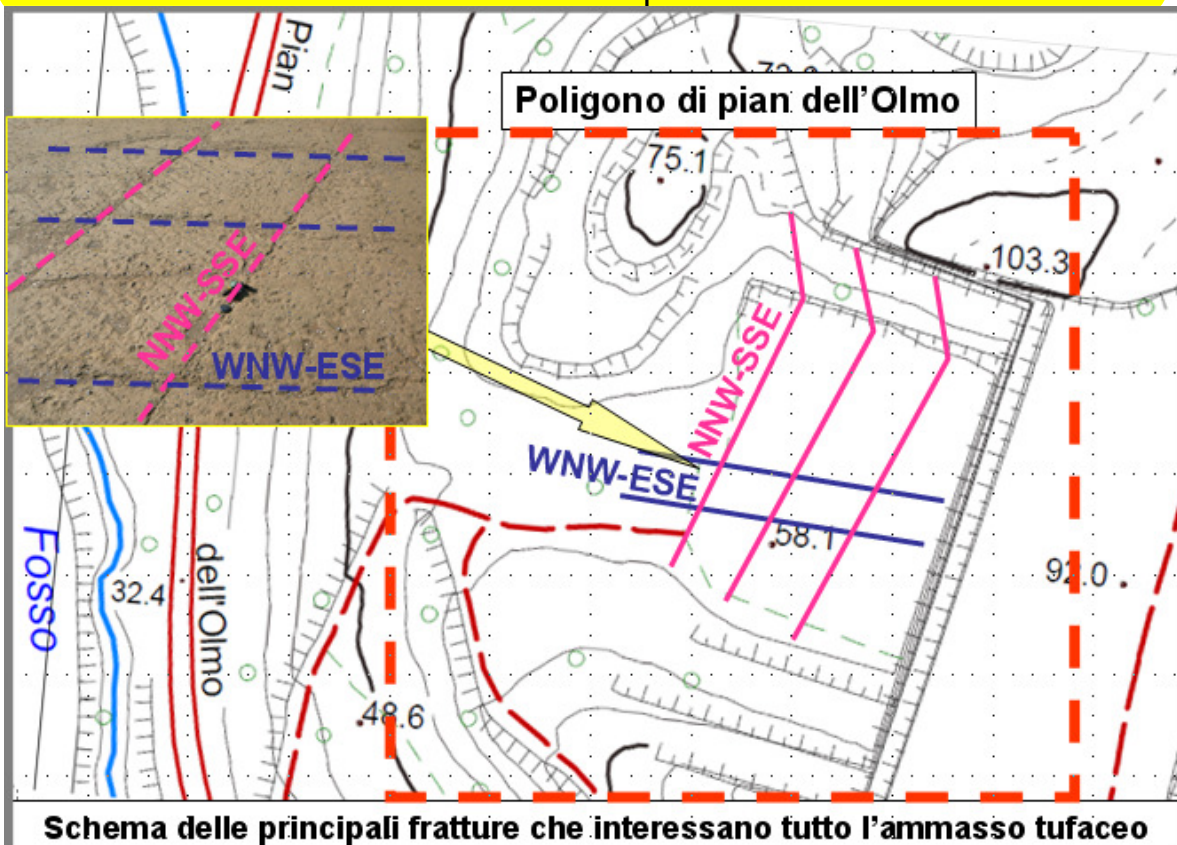 Pian
Poligono di pian dell'Olmo
75.1
103.3
NNW-SSE
WNW-ESE
NNW-SSE
WNW-ESE
58.1
92.0
Fosso
32.4
dell'Olmo
48.6
Schema delle principali fratture che interessano tutto l'ammasso tufaceo